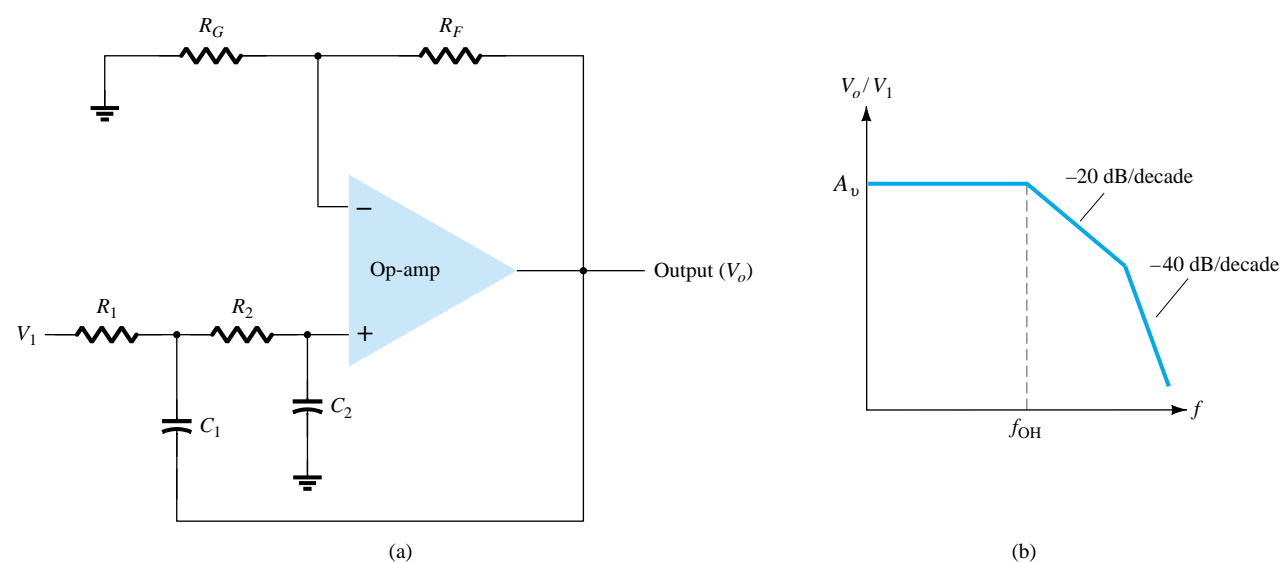 R_G
R_F
−
Op-amp
Output (V_o)
R_1
R_2
V_1
+
C_1
C_2
(a)
V_o / V_1
A_υ
–20 dB/decade
–40 dB/decade
f
f_OH
(b)